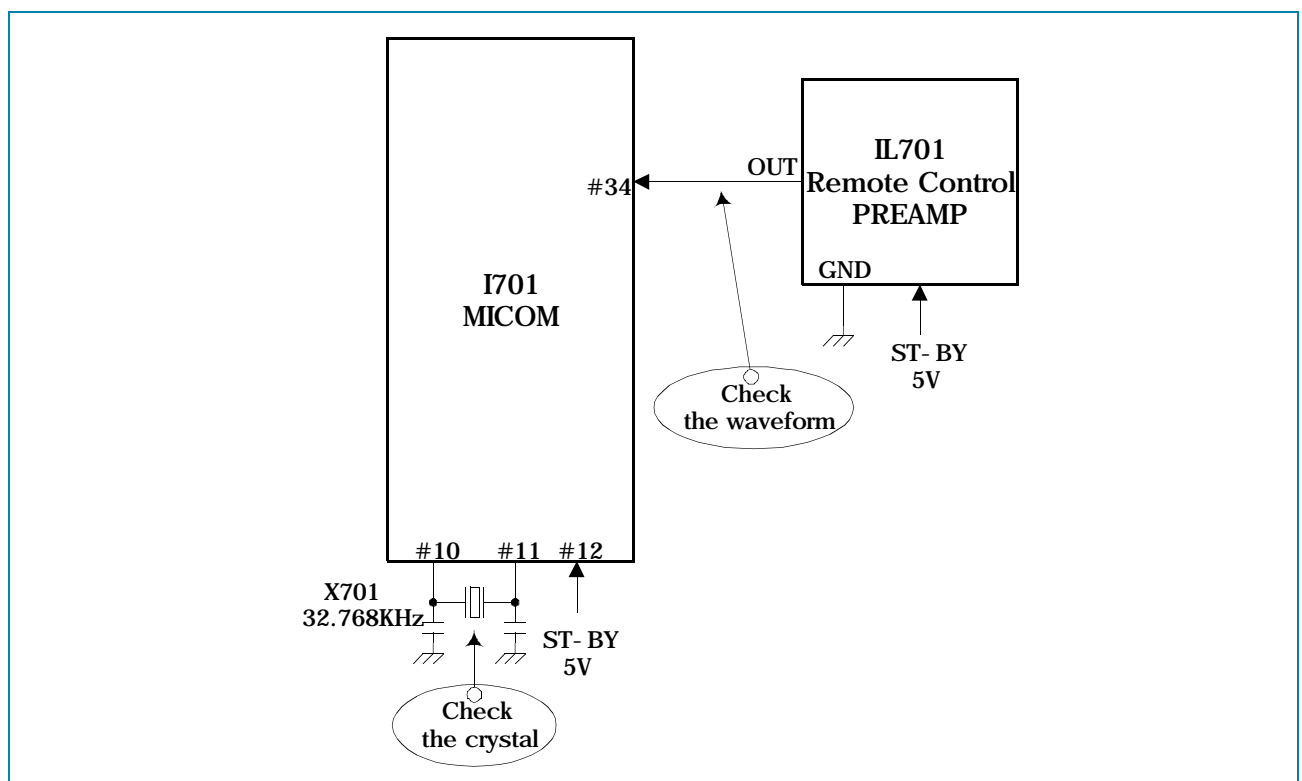 IL701
Remote Control
PREAMP
OUT
#34
GND
I701
MICOM
ST- BY
5V
Check
the waveform
#10
#11
#12
X701
32.768KHz
ST- BY
5V
Check
the crystal